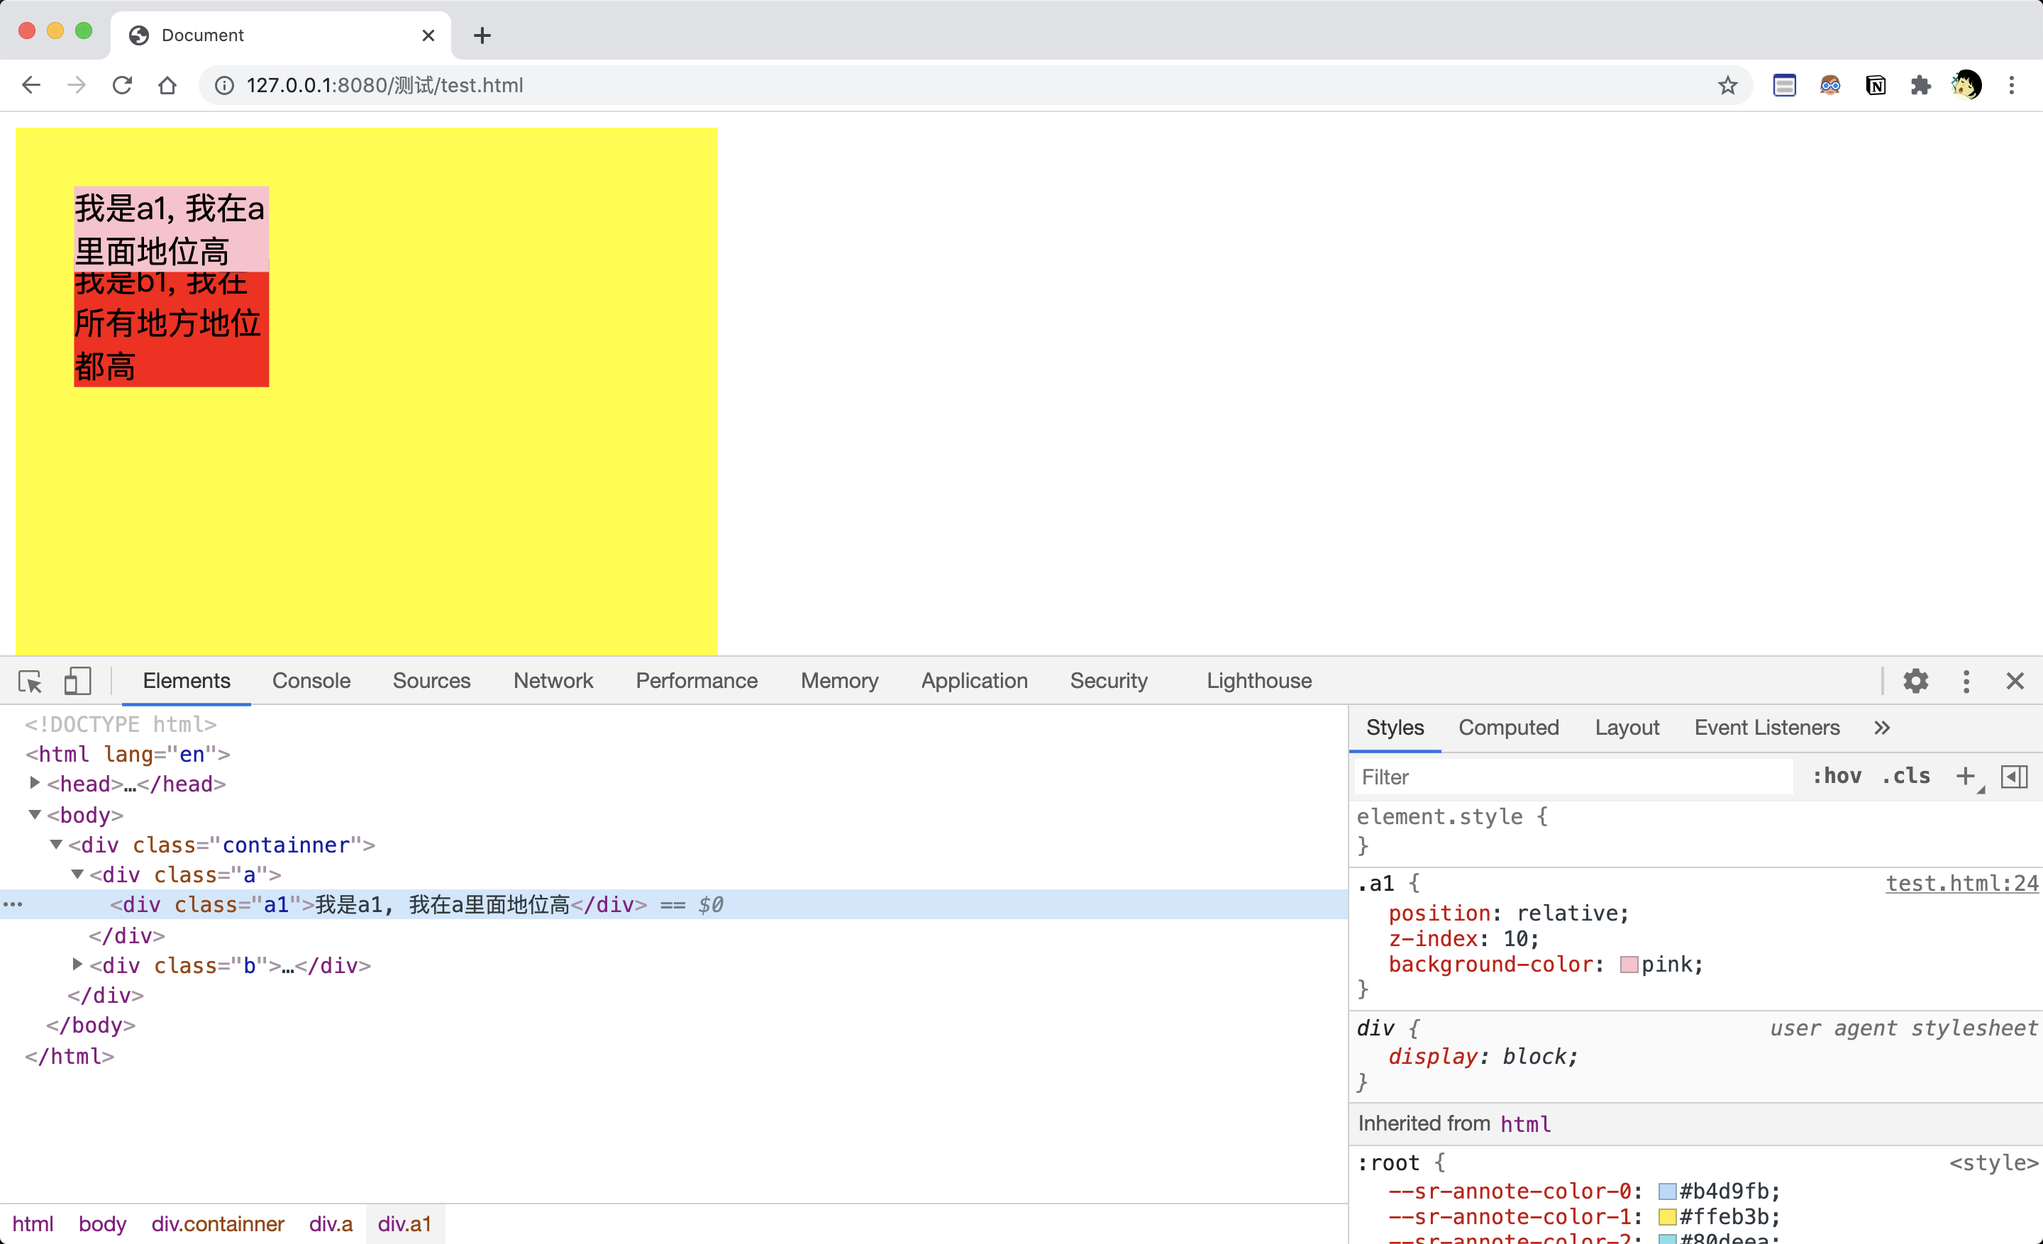 Document
127.0.0.1:8080/测试/test.html
我是a1, 我在a
里面地位高
我是b1, 我在
所有地方地位
都高
Elements Console Sources Network Performance Memory Application Security Lighthouse
<!DOCTYPE html>
<html lang="en">
<head>…</head>
<body>
<div class="containner">
<div class="a">
<div class="a1">我是a1, 我在a里面地位高</div> == $0
</div>
<div class="b">…</div>
</div>
</body>
</html>
html body div.containner div.a div.a1
Styles Computed Layout Event Listeners »
Filter :hov .cls +
element.style {
}
.a1 { test.html:24
position: relative;
z-index: 10;
background-color: pink;
}
div { user agent stylesheet
display: block;
}
Inherited from html
:root { <style>
--sr-annote-color-0: #b4d9fb;
--sr-annote-color-1: #ffeb3b;
--sr-annote-color-2: #80deea;